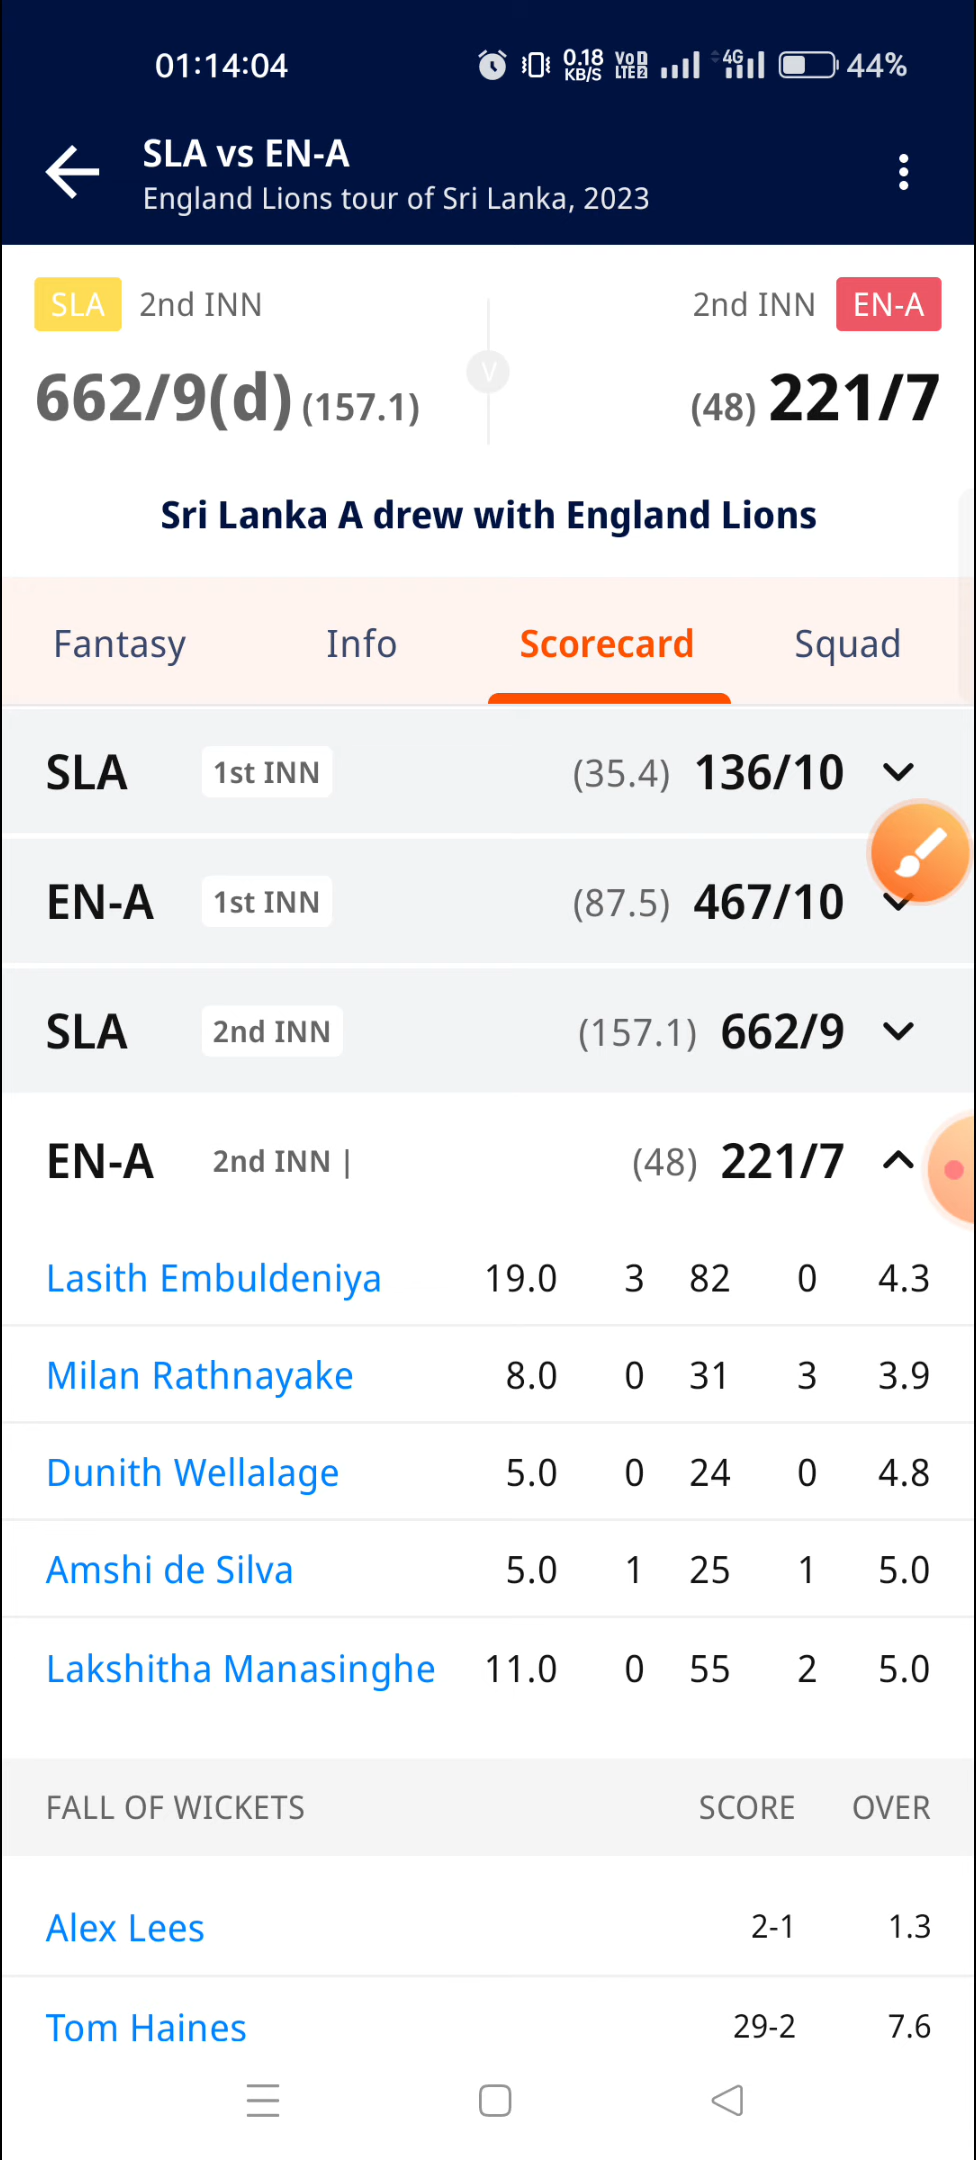 01:14:04 0.18 KB/S VoD LTE2 4G 44%
SLA vs EN-A
England Lions tour of Sri Lanka, 2023
SLA 2nd INN 2nd INN EN-A
V
662/9(d) (157.1) (48) 221/7
Sri Lanka A drew with England Lions
Fantasy Info Scorecard Squad
SLA 1st INN (35.4) 136/10
EN-A 1st INN (87.5) 467/10
SLA 2nd INN (157.1) 662/9
EN-A 2nd INN | (48) 221/7
Lasith Embuldeniya 19.0 3 82 0 4.3
Milan Rathnayake 8.0 0 31 3 3.9
Dunith Wellalage 5.0 0 24 0 4.8
Amshi de Silva 5.0 1 25 1 5.0
Lakshitha Manasinghe 11.0 0 55 2 5.0
FALL OF WICKETS SCORE OVER
Alex Lees 2-1 1.3
Tom Haines 29-2 7.6